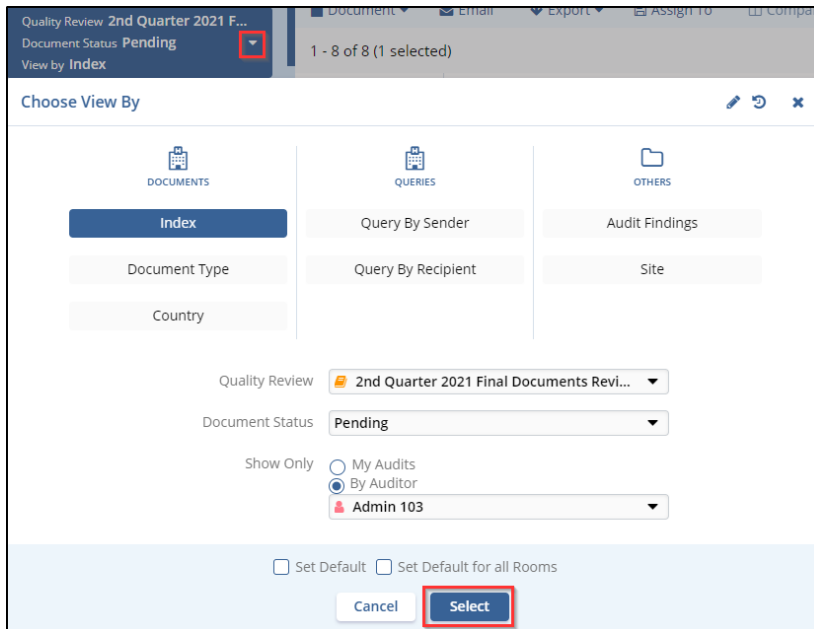 Quality Review 2nd Quarter 2021 F...
Document Status Pending
View by Index
Document Email Export Assign To Compa
1 - 8 of 8 (1 selected)
Choose View By
DOCUMENTS QUERIES OTHERS
Index Query By Sender Audit Findings
Document Type Query By Recipient Site
Country
Quality Review 2nd Quarter 2021 Final Documents Revi...
Document Status Pending
Show Only My Audits
By Auditor
Admin 103
Set Default Set Default for all Rooms
Cancel Select